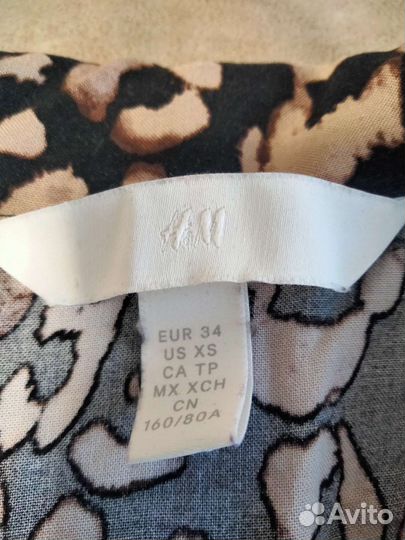 H&M
EUR 34
US XS
CA TP
MX XCH
CN
160/80A
Avito